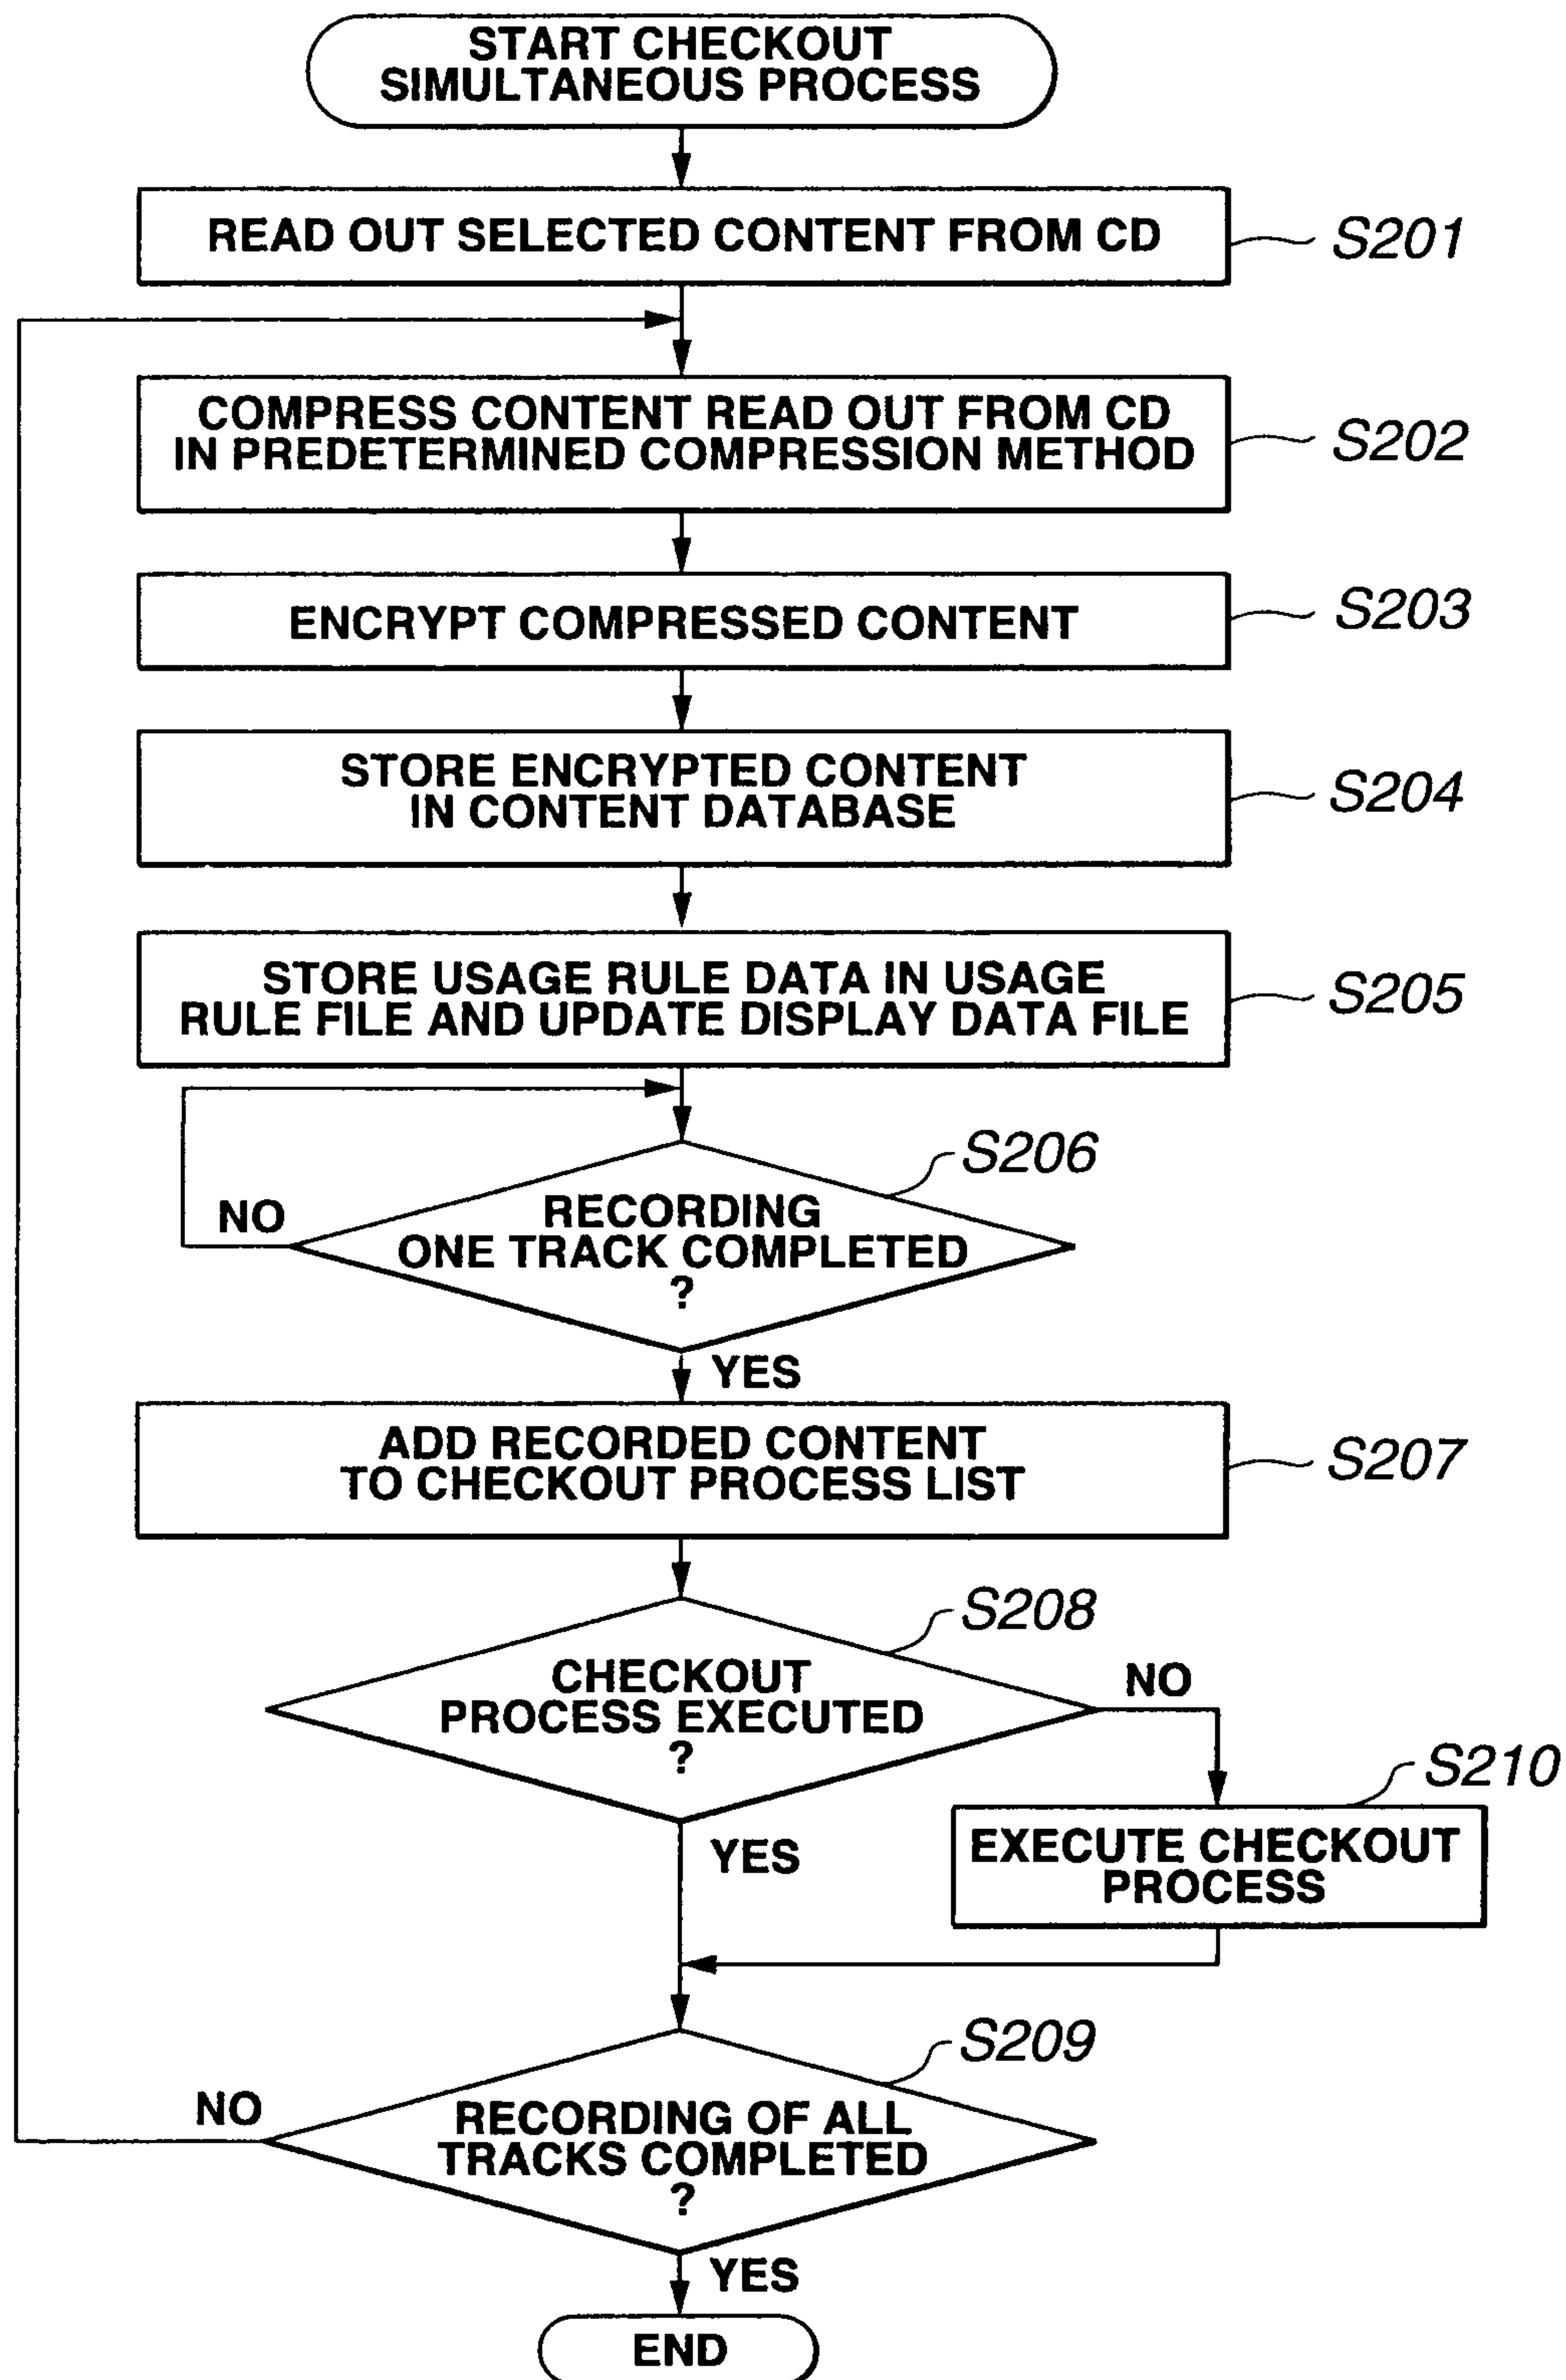 START CHECKOUT
SIMULTANEOUS PROCESS
READ OUT SELECTED CONTENT FROM CD
S201
COMPRESS CONTENT READ OUT FROM CD
IN PREDETERMINED COMPRESSION METHOD
S202
ENCRYPT COMPRESSED CONTENT
S203
STORE ENCRYPTED CONTENT
IN CONTENT DATABASE
S204
STORE USAGE RULE DATA IN USAGE
RULE FILE AND UPDATE DISPLAY DATA FILE
S205
S206
RECORDING
ONE TRACK COMPLETED
?
NO
YES
ADD RECORDED CONTENT
TO CHECKOUT PROCESS LIST
S207
S208
CHECKOUT
PROCESS EXECUTED
?
NO
S210
EXECUTE CHECKOUT
PROCESS
YES
S209
RECORDING OF ALL
TRACKS COMPLETED
?
NO
YES
END